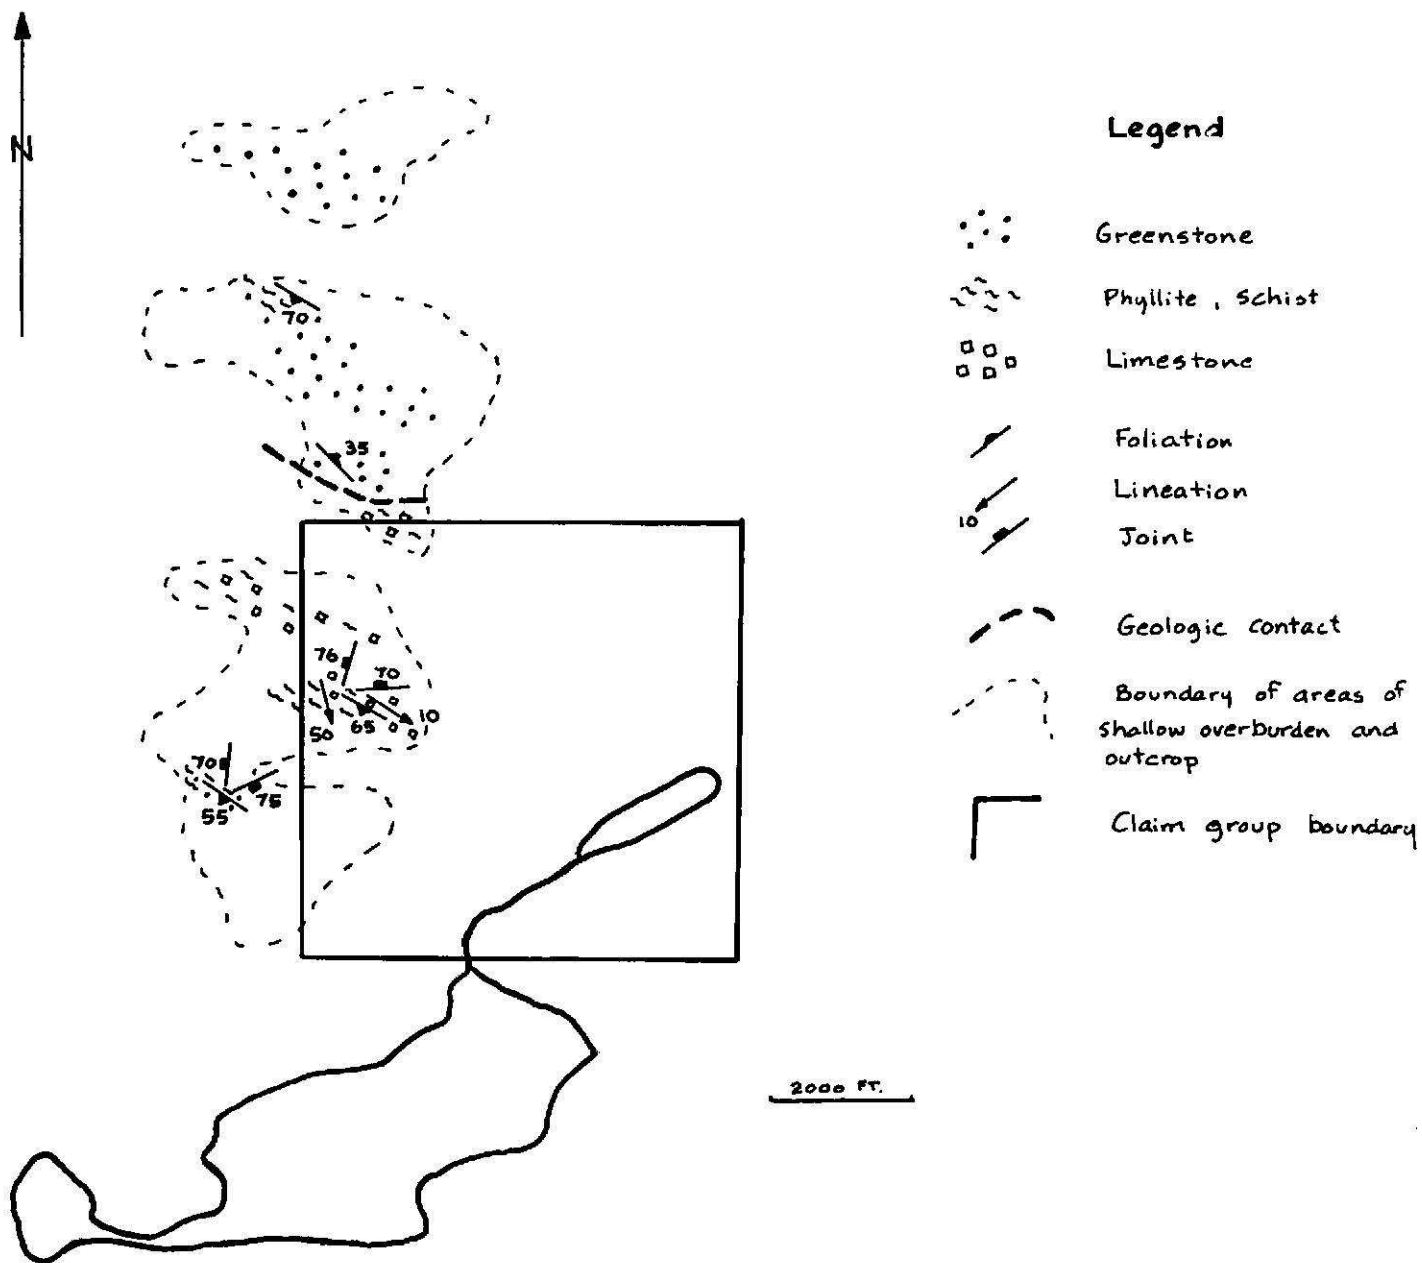 N
Legend
Greenstone
Phyllite, Schist
Limestone
Foliation
Lineation
10
Joint
Geologic contact
Boundary of areas of
shallow overburden and
outcrop
Claim group boundary
70
35
76
70
10
50
65
70
75
55
2000 FT.